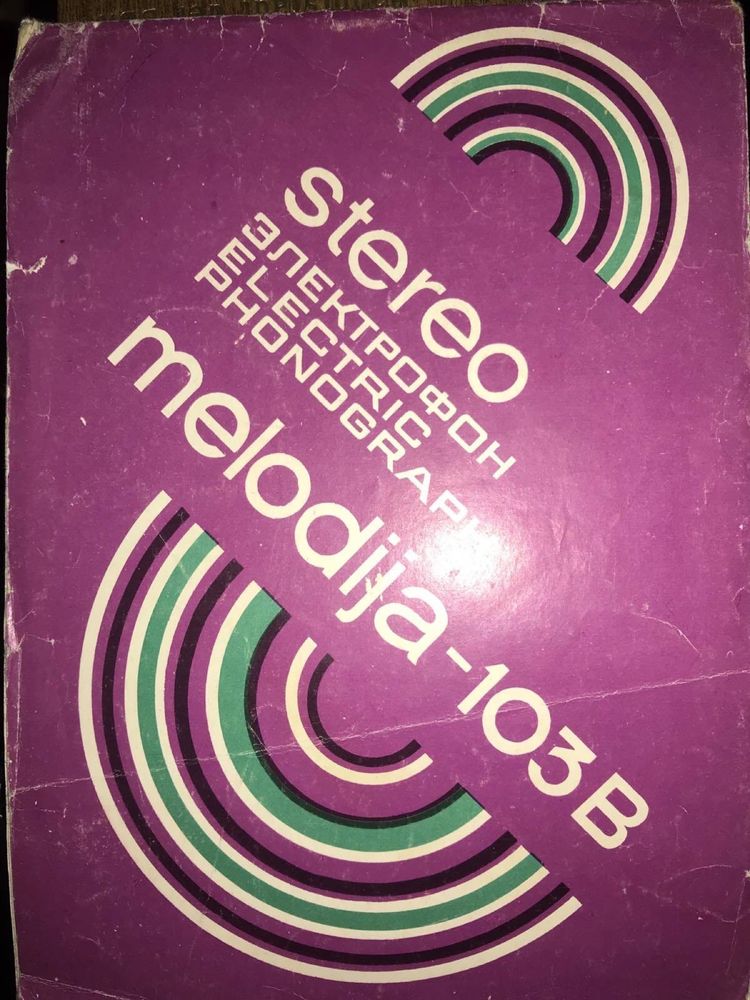 stereo
ЭЛЕКТРОФОН
ELECTRIC
PHONOGRAPH
melodija-103B